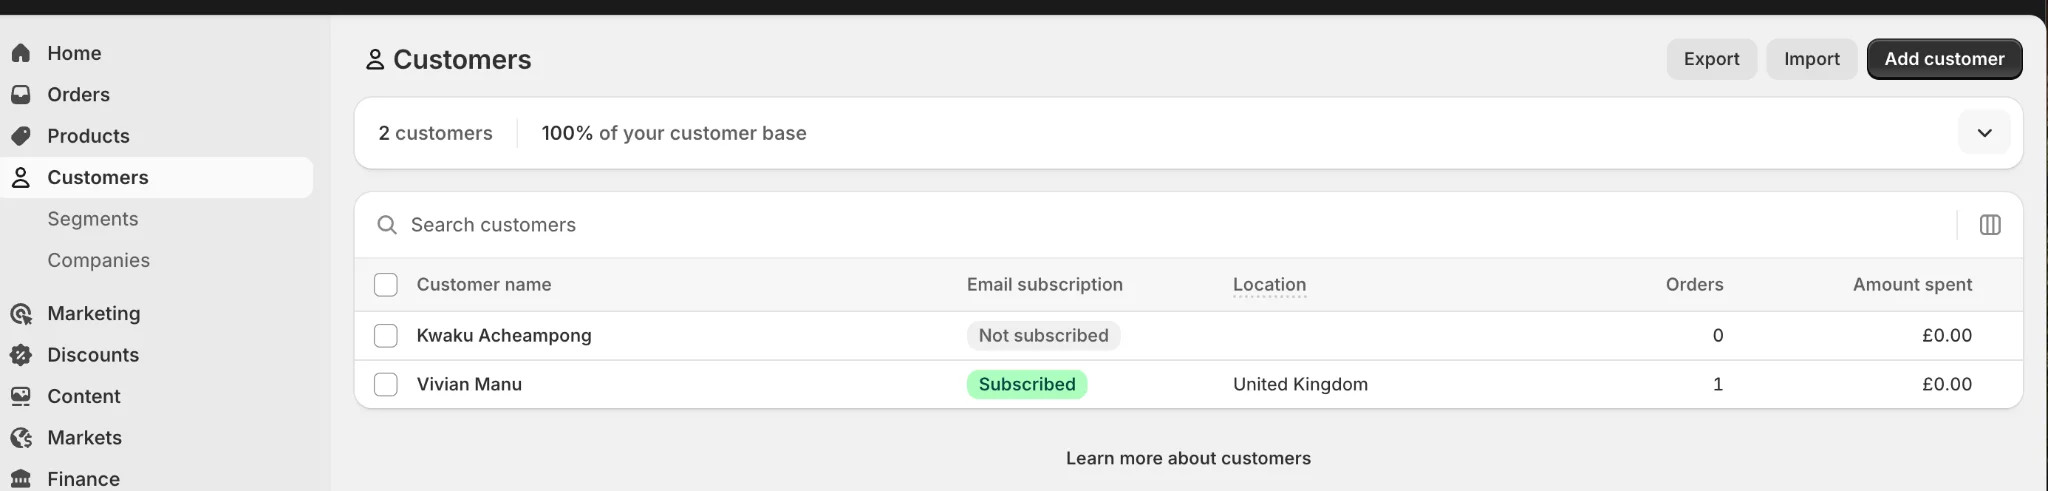 Home
Orders
Products
Customers
Segments
Companies
Marketing
Discounts
Content
Markets
Finance
Customers
Export Import Add customer
2 customers 100% of your customer base
Search customers
Customer name Email subscription Location Orders Amount spent
Kwaku Acheampong Not subscribed 0 £0.00
Vivian Manu Subscribed United Kingdom 1 £0.00
Learn more about customers